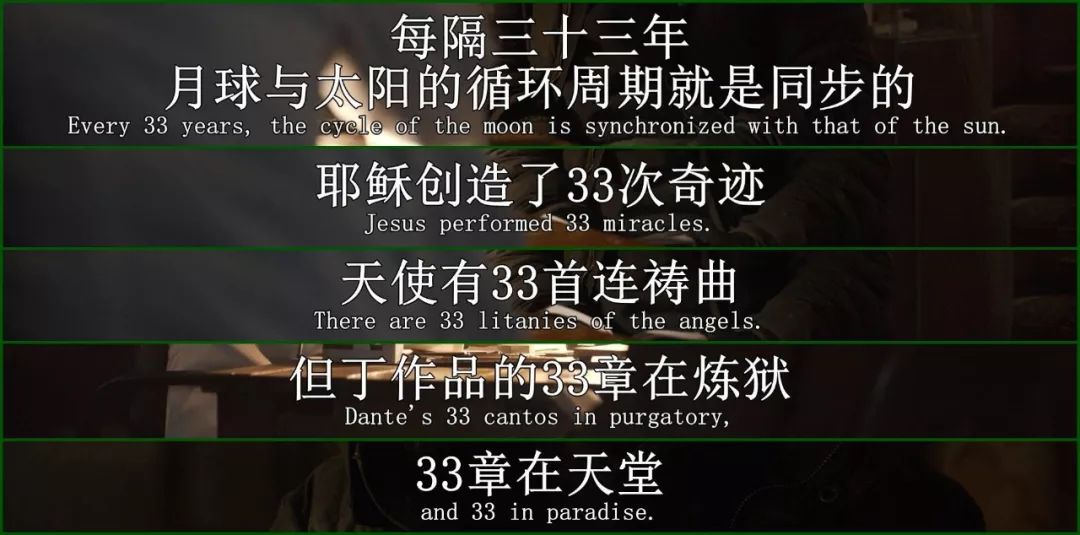 每隔三十三年
月球与太阳的循环周期就是同步的
Every 33 years, the cycle of the moon is synchronized with that of the sun.
耶稣创造了33次奇迹
Jesus performed 33 miracles.
天使有33首连祷曲
There are 33 litanies of the angels.
但丁作品的33章在炼狱
Dante's 33 cantos in purgatory,
33章在天堂
and 33 in paradise.